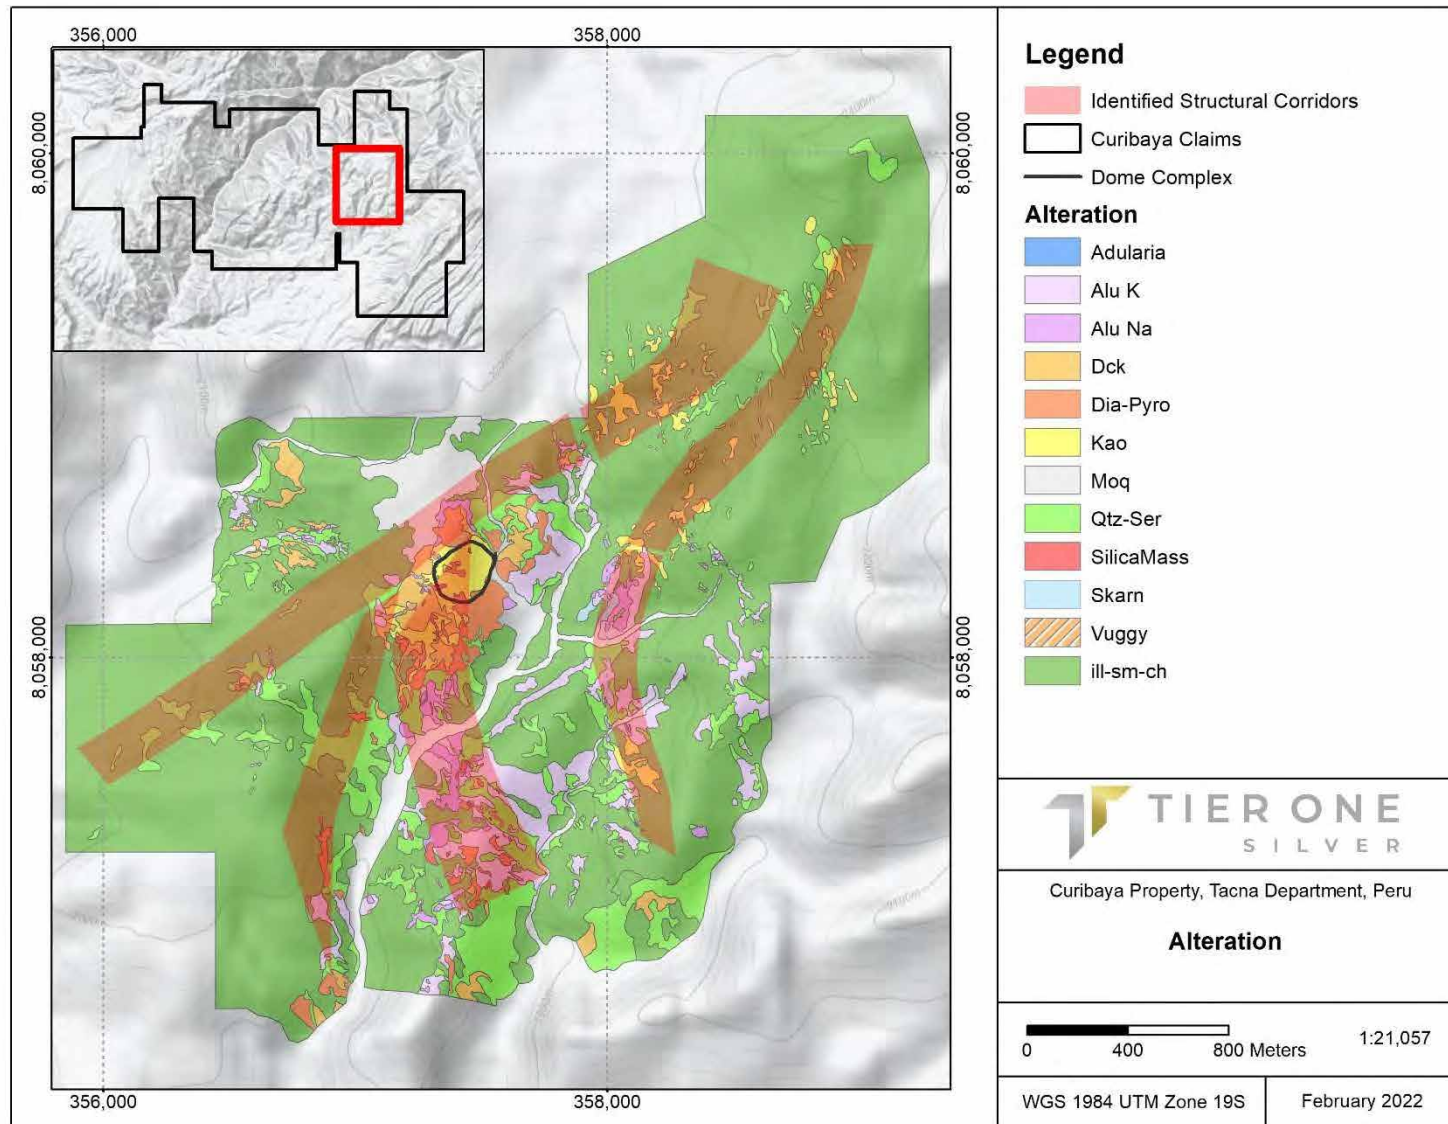 356,000
358,000
8,060,000
8,060,000
8,058,000
8,058,000
356,000
358,000
Legend
Identified Structural Corridors
Curibaya Claims
Dome Complex
Alteration
Adularia
Alu K
Alu Na
Dck
Dia-Pyro
Kao
Moq
Qtz-Ser
SilicaMass
Skarn
Vuggy
ill-sm-ch
TIER ONE
SILVER
Curibaya Property, Tacna Department, Peru
Alteration
0 400 800 Meters
1:21,057
WGS 1984 UTM Zone 19S
February 2022